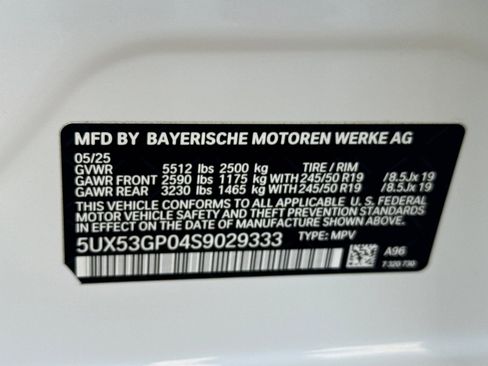 MFD BY BAYERISCHE MOTOREN WERKE AG
05/25
GVWR 5512 lbs 2500 kg TIRE / RIM
GAWR FRONT 2590 lbs 1175 kg WITH 245/50 R19 /8.5Jx 19
GAWR REAR 3230 lbs 1465 kg WITH 245/50 R19 /8.5Jx 19
THIS VEHICLE CONFORMS TO ALL APPLICABLE U.S. FEDERAL
MOTOR VEHICLE SAFETY AND THEFT PREVENTION STANDARDS
IN EFFECT ON THE DATE OF MANUFACTURE SHOWN ABOVE.
5UX53GP04S9029333 TYPE: MPV
A96
7 320 730